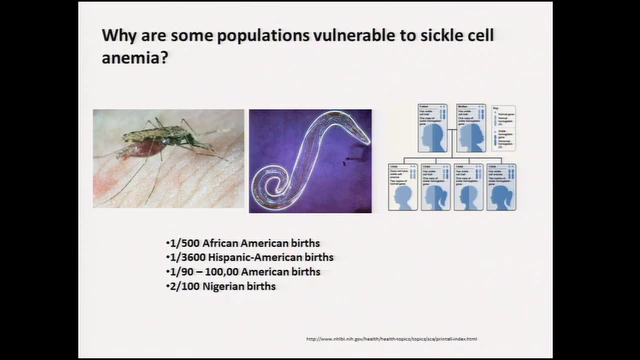 Why are some populations vulnerable to sickle cell
anemia?
•1/500 African American births
•1/3600 Hispanic-American births
•1/90 – 100,00 American births
•2/100 Nigerian births
http://www.nhlbi.nih.gov/health/health-topics/topics/sca/printall-index.html